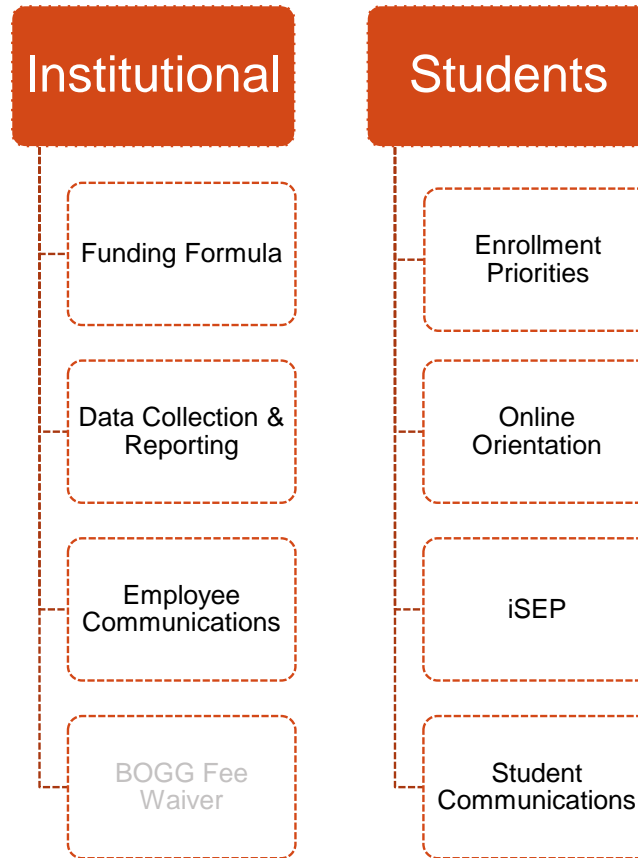 Institutional
Funding Formula
Data Collection &
Reporting
Employee
Communications
BOGG Fee
Waiver
Students
Enrollment
Priorities
Online
Orientation
iSEP
Student
Communications